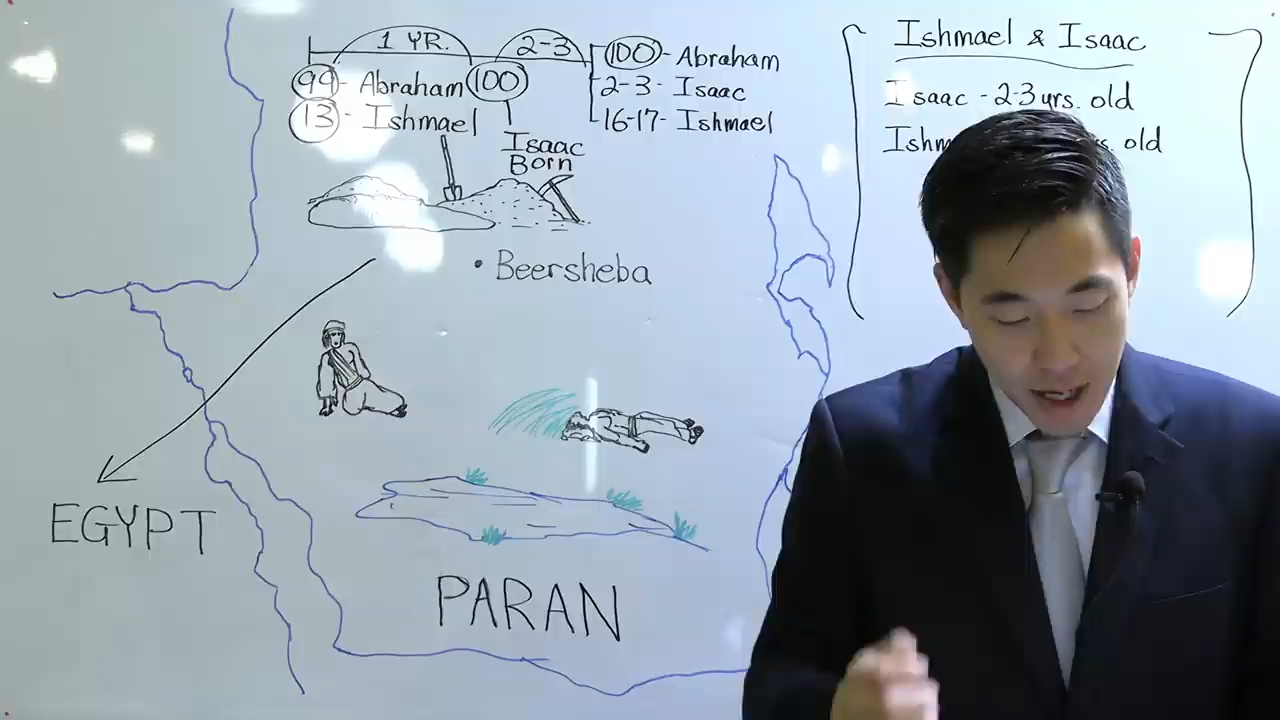 1 YR. 2-3
99 - Abraham 100
13 - Ishmael
Isaac
Born
100 - Abraham
2-3 - Isaac
16-17 - Ishmael
Ishmael & Isaac
Isaac - 2-3 yrs. old
old
• Beersheba
EGYPT
PARAN